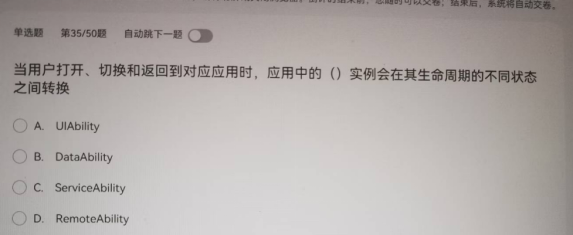 单选题 第35/50题 自动跳下一题
当用户打开、切换和返回到对应应用时，应用中的（）实例会在其生命周期的不同状态
之间转换
A. UIAbility
B. DataAbility
C. ServiceAbility
D. RemoteAbility